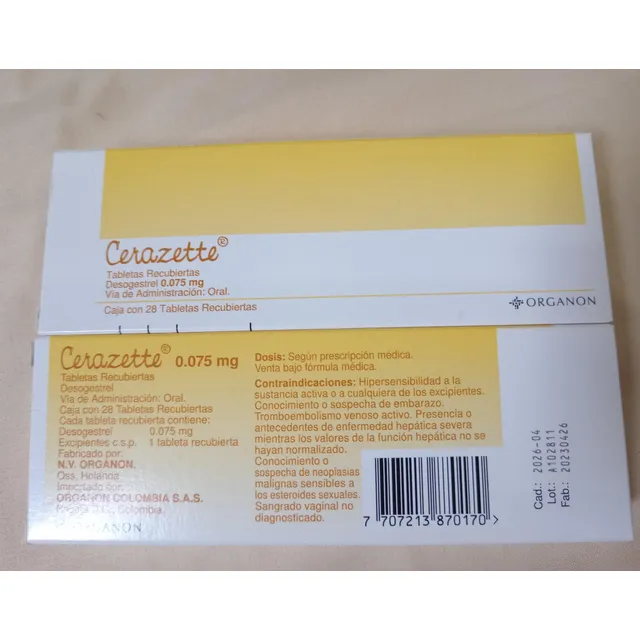 Cerazette®
Tabletas Recubiertas
Desogestrel 0.075 mg
Vía de Administración: Oral.
Caja con 28 Tabletas Recubiertas
ORGANON
Cerazette® 0.075 mg
Tabletas Recubiertas
Desogestrel
Vía de Administración: Oral.
Caja con 28 Tabletas Recubiertas
Cada tableta recubierta contiene:
Desogestrel 0.075 mg
Excipientes c.s.p. 1 tableta recubierta
Fabricado por:
N.V. ORGANON.
Oss, Holanda
Importado por:
ORGANON COLOMBIA S.A.S.
Colombia.
ORGANON
Dosis: Según prescripción médica.
Venta bajo fórmula médica.
Contraindicaciones: Hipersensibilidad a la
sustancia activa o a cualquiera de los excipientes.
Conocimiento o sospecha de embarazo.
Tromboembolismo venoso activo. Presencia o
antecedentes de enfermedad hepática severa
mientras los valores de la función hepática no se
hayan normalizado.
Conocimiento o
sospecha de neoplasias
malignas sensibles a
los esteroides sexuales.
Sangrado vaginal no
diagnosticado.
7 707213 870170 >
Cad.: 2026-04
Lot.: A102811
Fab.: 20230426